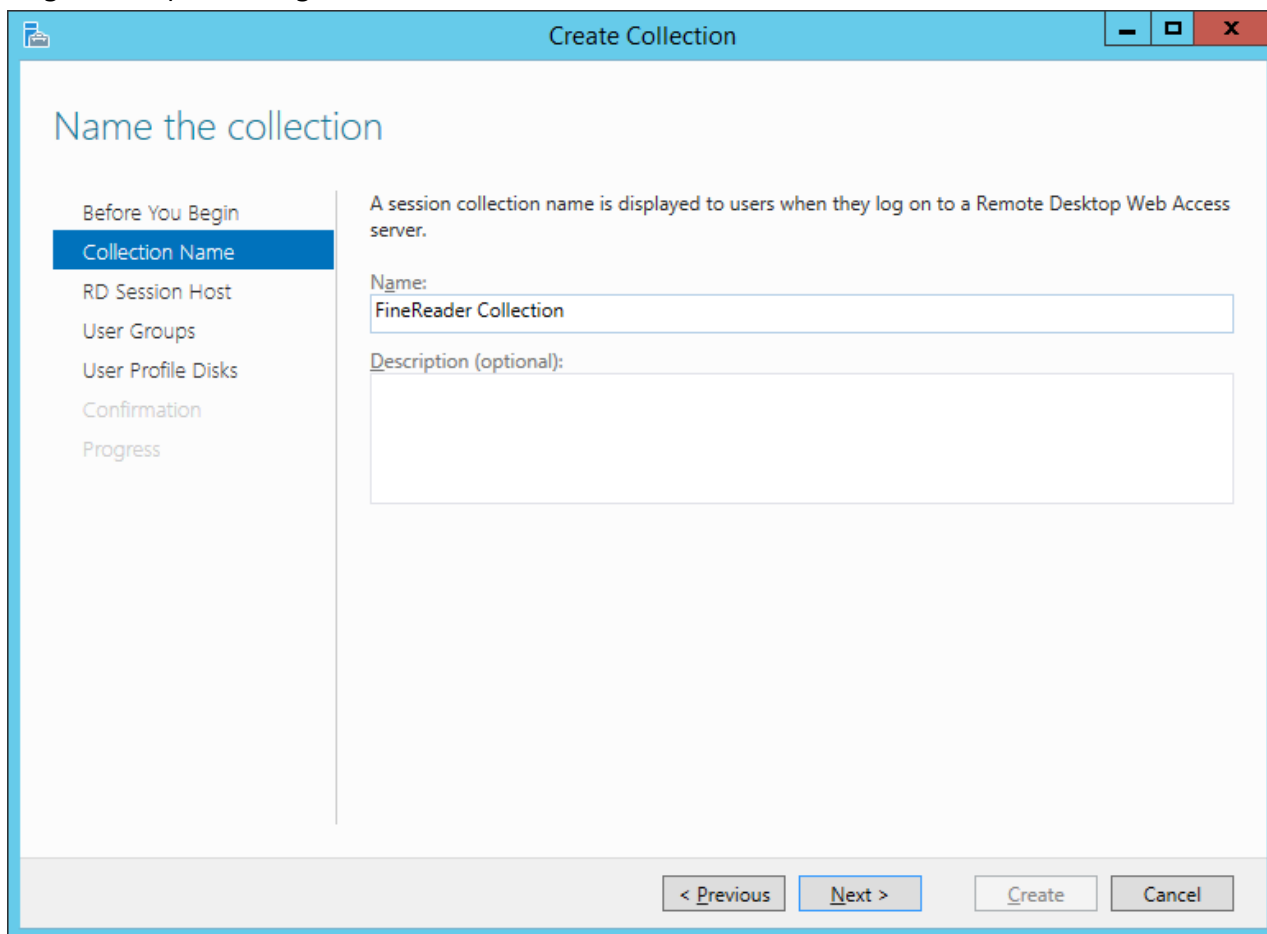 Create Collection
Name the collection
Before You Begin
Collection Name
RD Session Host
User Groups
User Profile Disks
Confirmation
Progress
A session collection name is displayed to users when they log on to a Remote Desktop Web Access
server.
Name:
FineReader Collection
Description (optional):
< Previous
Next >
Create
Cancel